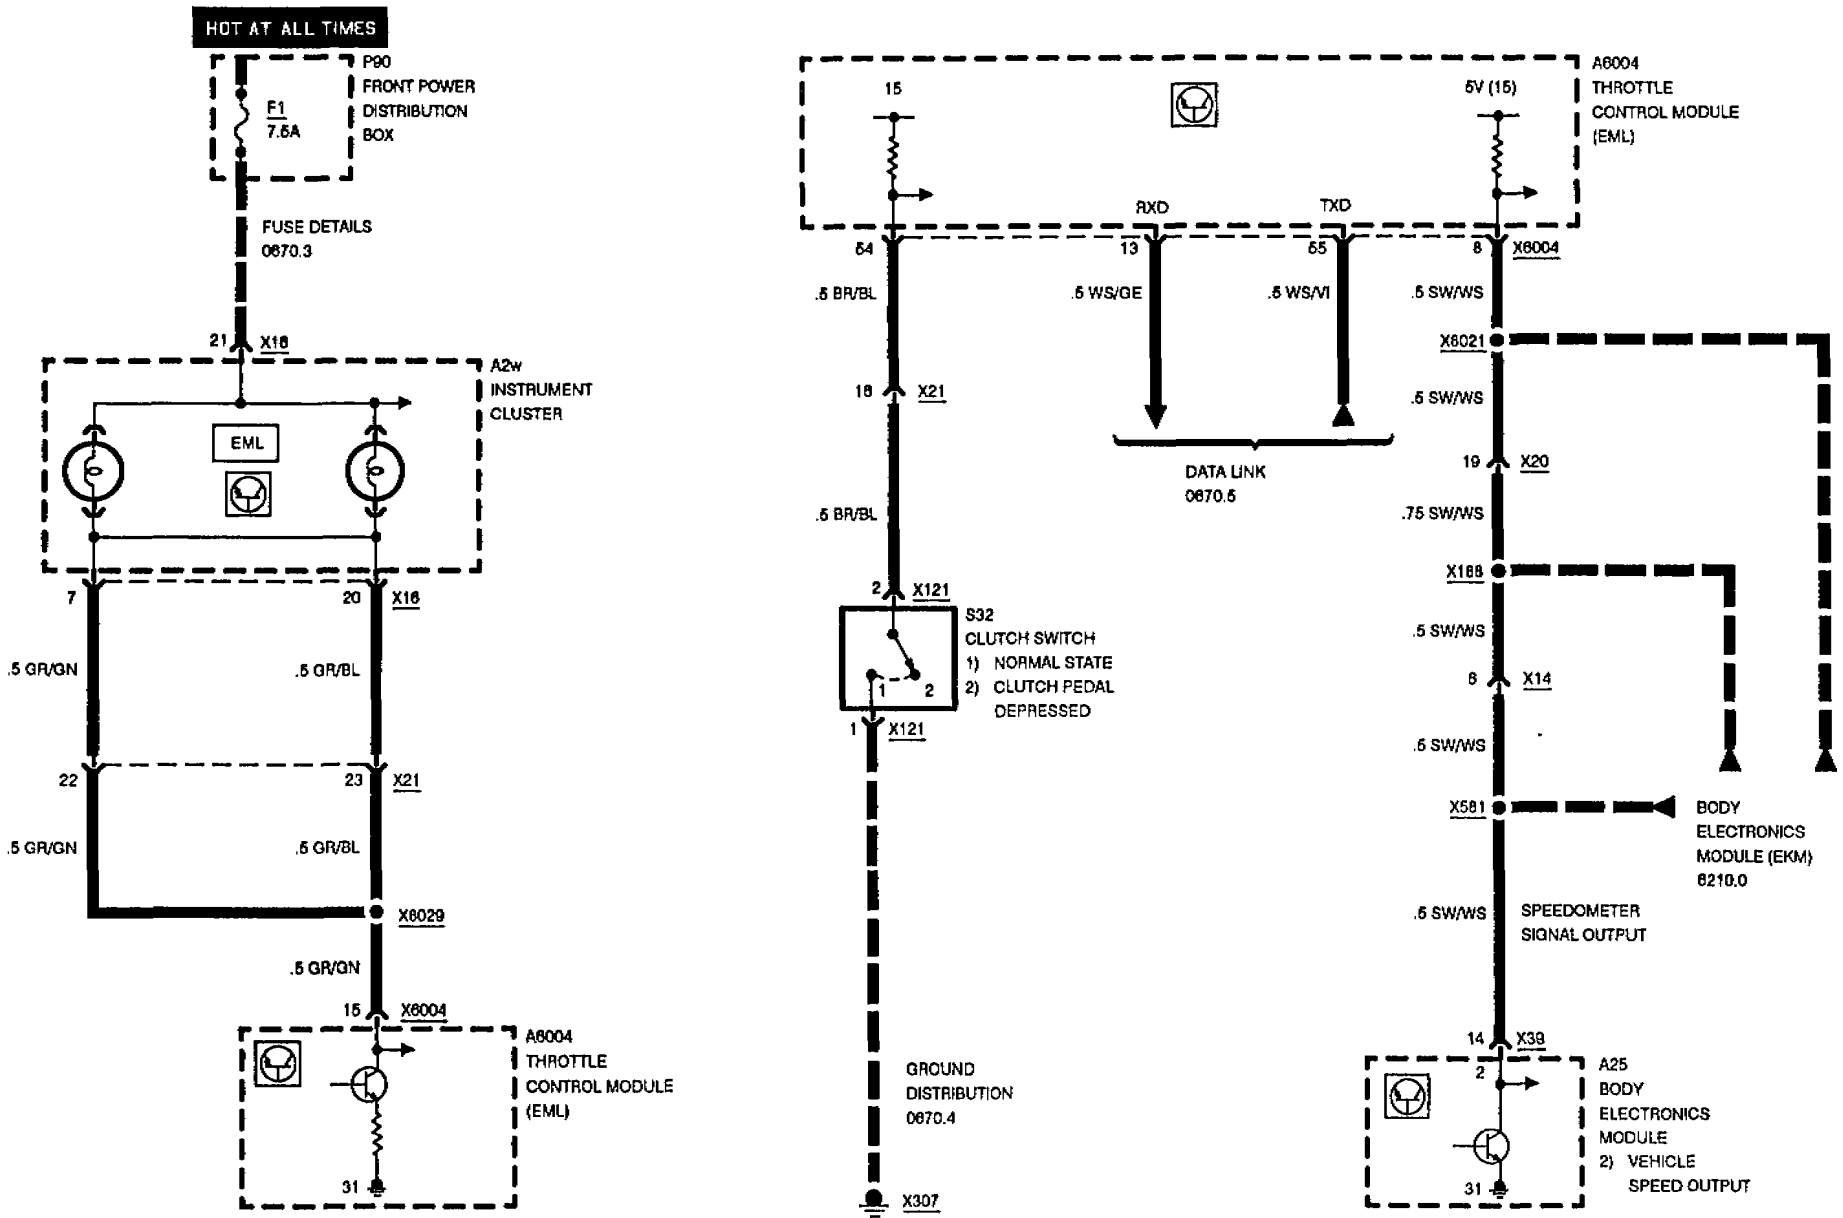 HOT AT ALL TIMES
P90
FRONT POWER
DISTRIBUTION
BOX
F1
7.5A
FUSE DETAILS
0670.3
21
X16
A2w
INSTRUMENT
CLUSTER
EML
7
20
X16
.5 GR/GN
.5 GR/BL
22
23
X21
.5 GR/GN
.5 GR/BL
X6029
.5 GR/GN
15
X6004
A6004
THROTTLE
CONTROL MODULE
(EML)
31
A6004
THROTTLE
CONTROL MODULE
(EML)
15
5V (15)
RXD
TXD
54
13
55
8
X6004
.5 BR/BL
.5 WS/GE
.5 WS/VI
.5 SW/WS
X6021
18
X21
.5 SW/WS
19
X20
DATA LINK
0670.5
.5 BR/BL
.75 SW/WS
X188
2
X121
S32
CLUTCH SWITCH
1) NORMAL STATE
2) CLUTCH PEDAL
DEPRESSED
1
2
1
X121
.5 SW/WS
6
X14
.5 SW/WS
X581
BODY
ELECTRONICS
MODULE (EKM)
6210.0
.5 SW/WS
SPEEDOMETER
SIGNAL OUTPUT
GROUND
DISTRIBUTION
0670.4
X307
14
X39
2
A25
BODY
ELECTRONICS
MODULE
2) VEHICLE
SPEED OUTPUT
31